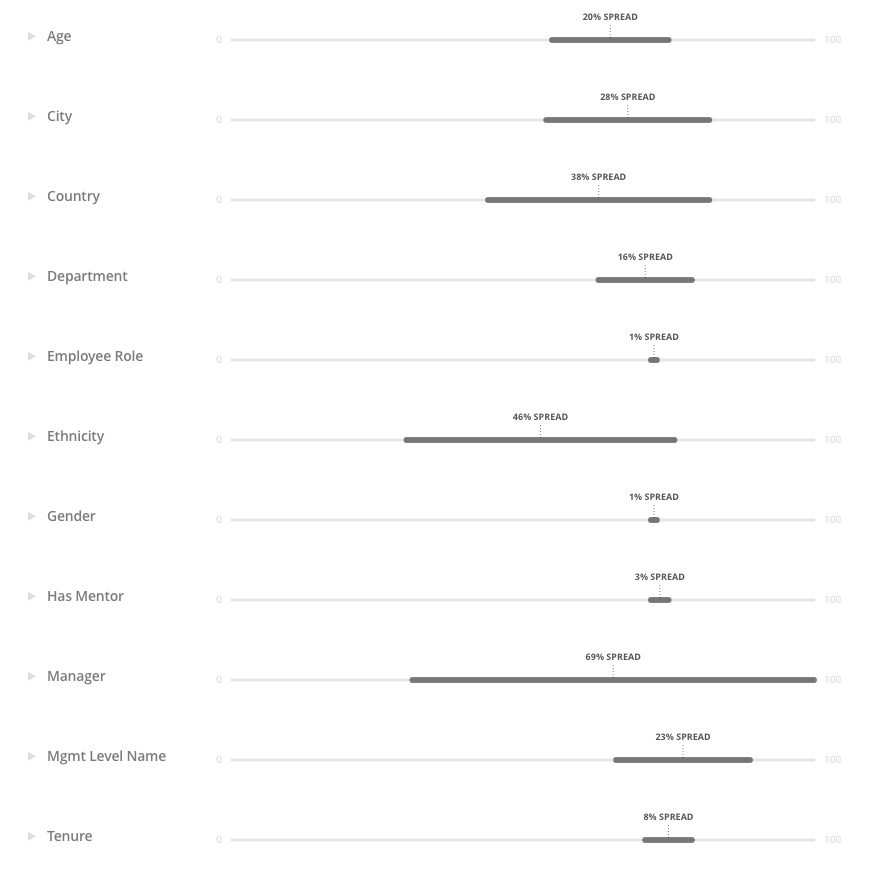 20% SPREAD
Age 0 100
28% SPREAD
City 0 100
38% SPREAD
Country 0 100
16% SPREAD
Department 0 100
1% SPREAD
Employee Role 0 100
46% SPREAD
Ethnicity 0 100
1% SPREAD
Gender 0 100
3% SPREAD
Has Mentor 0 100
69% SPREAD
Manager 0 100
23% SPREAD
Mgmt Level Name 0 100
8% SPREAD
Tenure 0 100